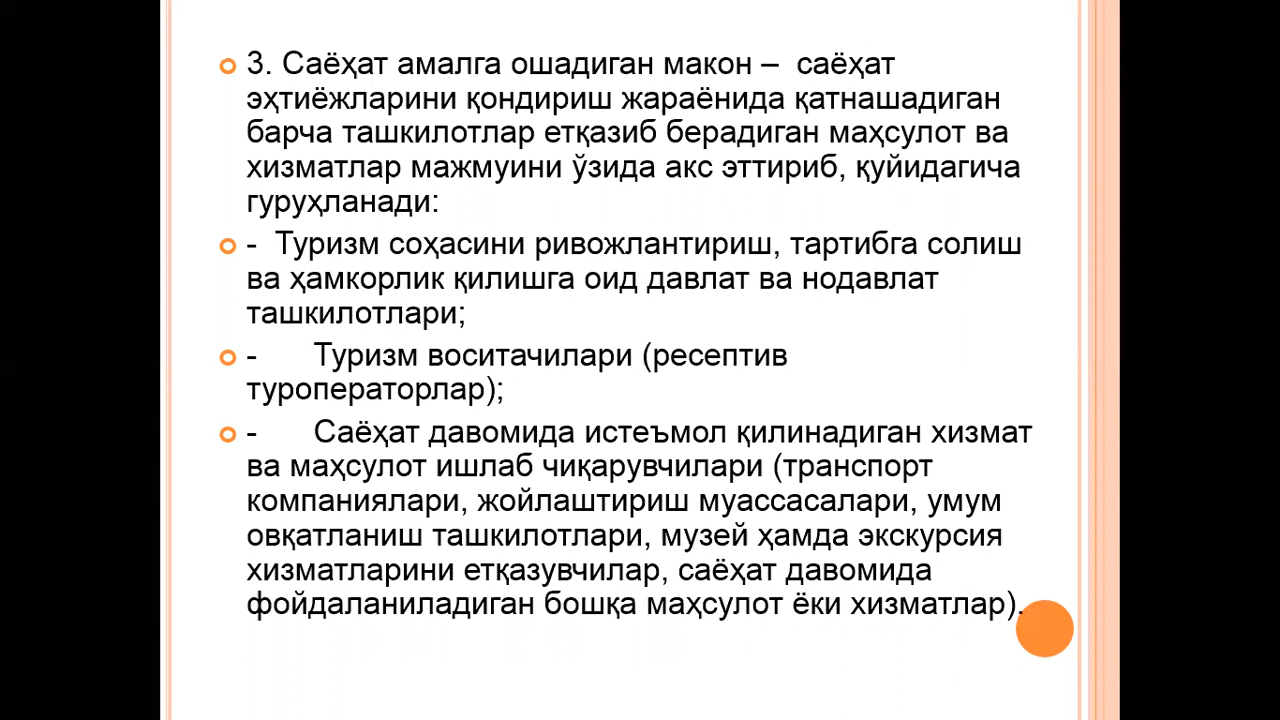 3. Саёҳат амалга ошадиган макон – саёҳат
эҳтиёжларини қондириш жараёнида қатнашадиган
барча ташкилотлар етқазиб берадиган маҳсулот ва
хизматлар мажмуини ўзида акс эттириб, қуйидагича
гуруҳланади:
- Туризм соҳасини ривожлантириш, тартибга солиш
ва ҳамкорлик қилишга оид давлат ва нодавлат
ташкилотлари;
- Туризм воситачилари (ресептив
туроператорлар);
- Саёҳат давомида истеъмол қилинадиган хизмат
ва маҳсулот ишлаб чиқарувчилари (транспорт
компаниялари, жойлаштириш муассасалари, умум
овқатланиш ташкилотлари, музей ҳамда экскурсия
хизматларини етқазувчилар, саёҳат давомида
фойдаланиладиган бошқа маҳсулот ёки хизматлар).